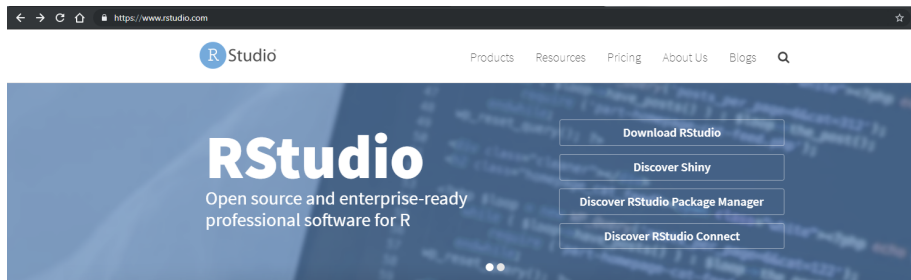 https://www.rstudio.com
R Studio
Products Resources Pricing About Us Blogs
RStudio
Open source and enterprise-ready
professional software for R
Download RStudio
Discover Shiny
Discover RStudio Package Manager
Discover RStudio Connect